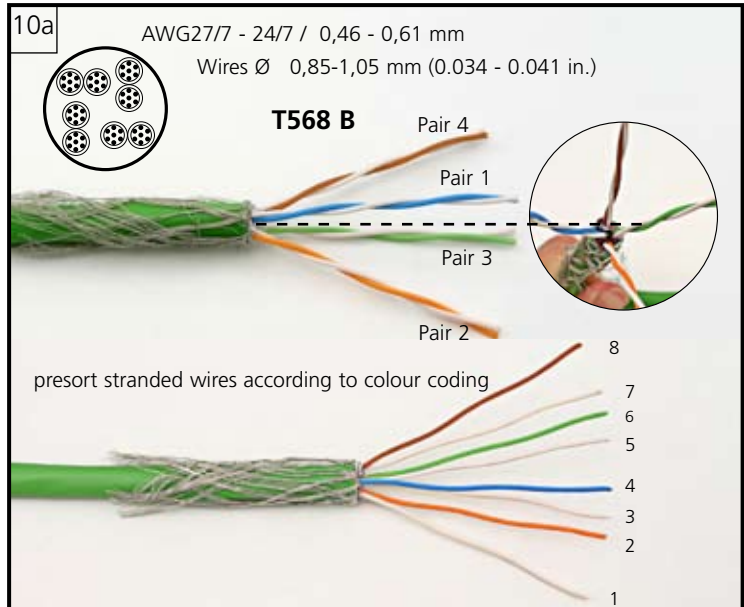 10a
AWG27/7 - 24/7 / 0,46 - 0,61 mm
Wires Ø 0,85-1,05 mm (0.034 - 0.041 in.)
T568 B
Pair 4
Pair 1
Pair 3
Pair 2
presort stranded wires according to colour coding
8
7
6
5
4
3
2
1